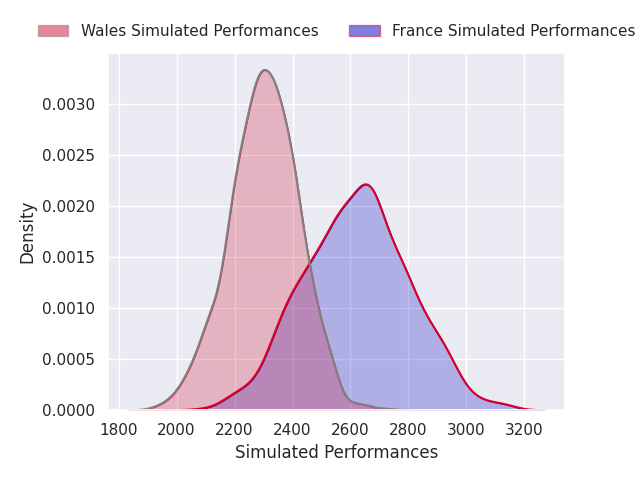 Wales Simulated Performances France Simulated Performances
0.0030
0.0025
0.0020
0.0015
0.0010
0.0005
0.0000
Density
1800 2000 2200 2400 2600 2800 3000 3200
Simulated Performances